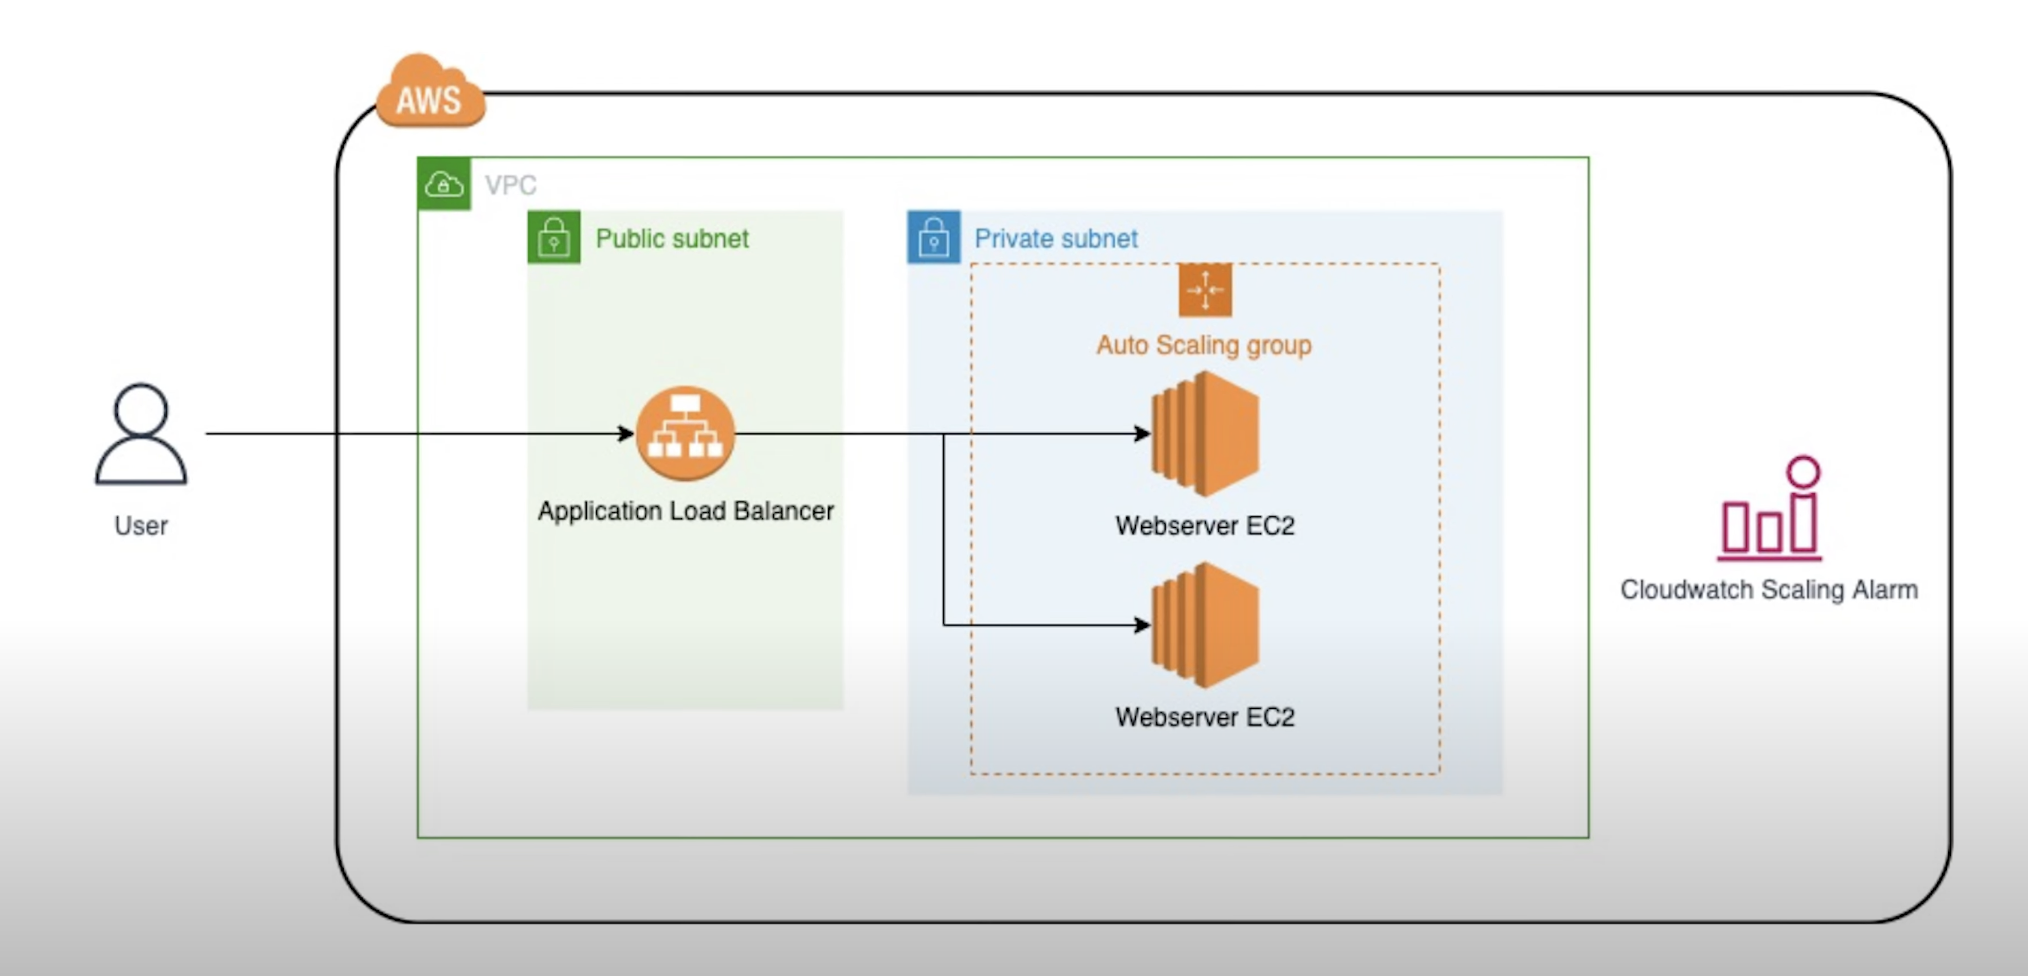 AWS
VPC
Public subnet
Private subnet
Auto Scaling group
User
Application Load Balancer
Webserver EC2
Webserver EC2
Cloudwatch Scaling Alarm